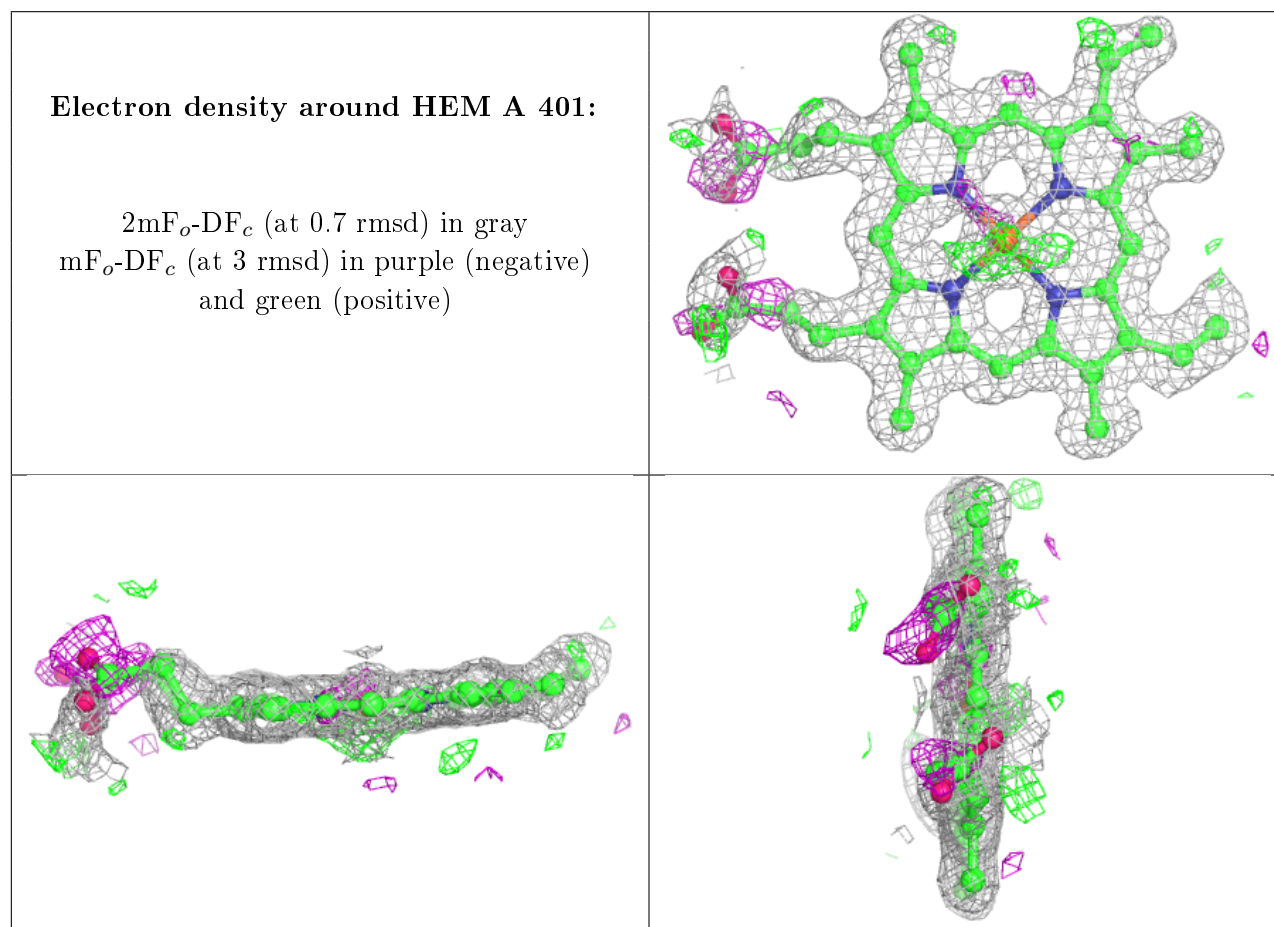 Electron density around HEM A 401:
2mFo-DFc (at 0.7 rmsd) in gray
mFo-DFc (at 3 rmsd) in purple (negative)
and green (positive)